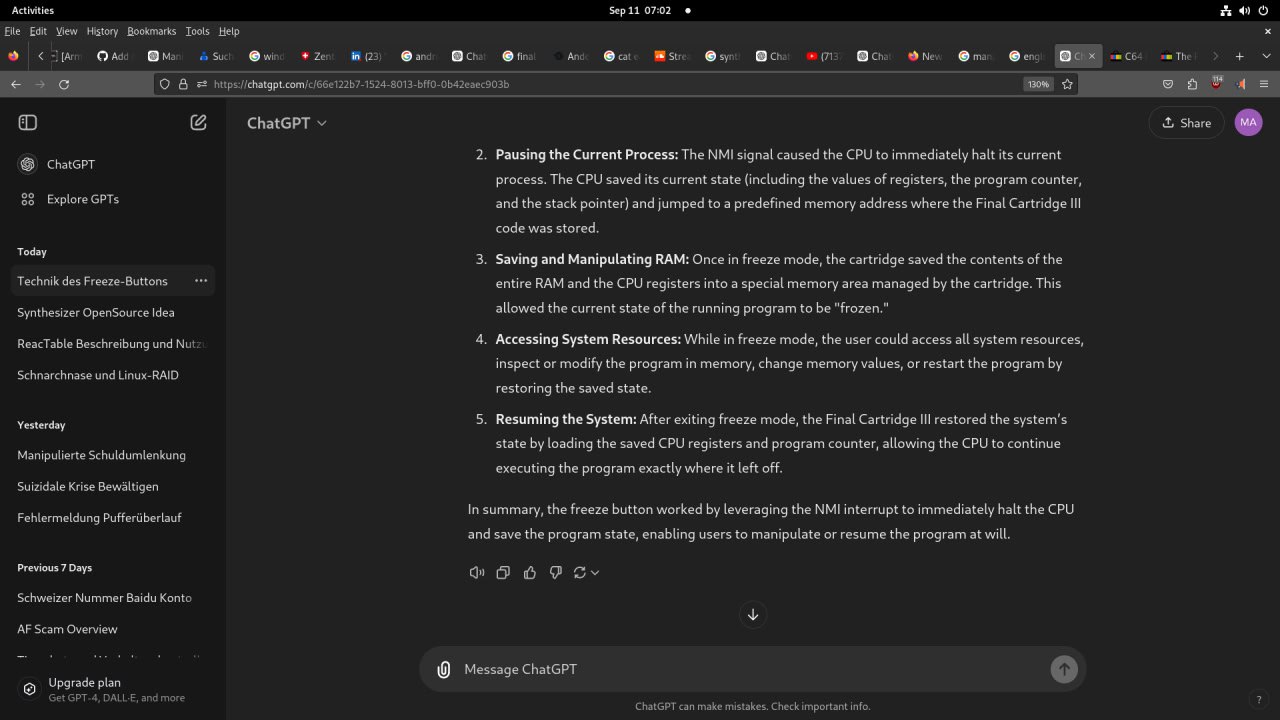 Activities
Sep 11 07:02
File Edit View History Bookmarks Tools Help
[Arm Add Mani Such wind Zent (23) andr Chat final And cat e Strea synt Chat (713 Chat New man engl Ch C64 The F
https://chatgpt.com/c/66e122b7-1524-8013-bff0-0b42eaec903b
130%
114
ChatGPT
Share
MA
ChatGPT
Explore GPTs
Today
Technik des Freeze-Buttons
Synthesizer OpenSource Idea
ReacTable Beschreibung und Nutzu
Schnarchnase und Linux-RAID
Yesterday
Manipulierte Schuldumlenkung
Suizidale Krise Bewältigen
Fehlermeldung Pufferüberlauf
Previous 7 Days
Schweizer Nummer Baidu Konto
AF Scam Overview
Upgrade plan
Get GPT-4, DALL·E, and more
2. Pausing the Current Process: The NMI signal caused the CPU to immediately halt its current
process. The CPU saved its current state (including the values of registers, the program counter,
and the stack pointer) and jumped to a predefined memory address where the Final Cartridge III
code was stored.
3. Saving and Manipulating RAM: Once in freeze mode, the cartridge saved the contents of the
entire RAM and the CPU registers into a special memory area managed by the cartridge. This
allowed the current state of the running program to be "frozen."
4. Accessing System Resources: While in freeze mode, the user could access all system resources,
inspect or modify the program in memory, change memory values, or restart the program by
restoring the saved state.
5. Resuming the System: After exiting freeze mode, the Final Cartridge III restored the system's
state by loading the saved CPU registers and program counter, allowing the CPU to continue
executing the program exactly where it left off.
In summary, the freeze button worked by leveraging the NMI interrupt to immediately halt the CPU
and save the program state, enabling users to manipulate or resume the program at will.
Message ChatGPT
ChatGPT can make mistakes. Check important info.
?